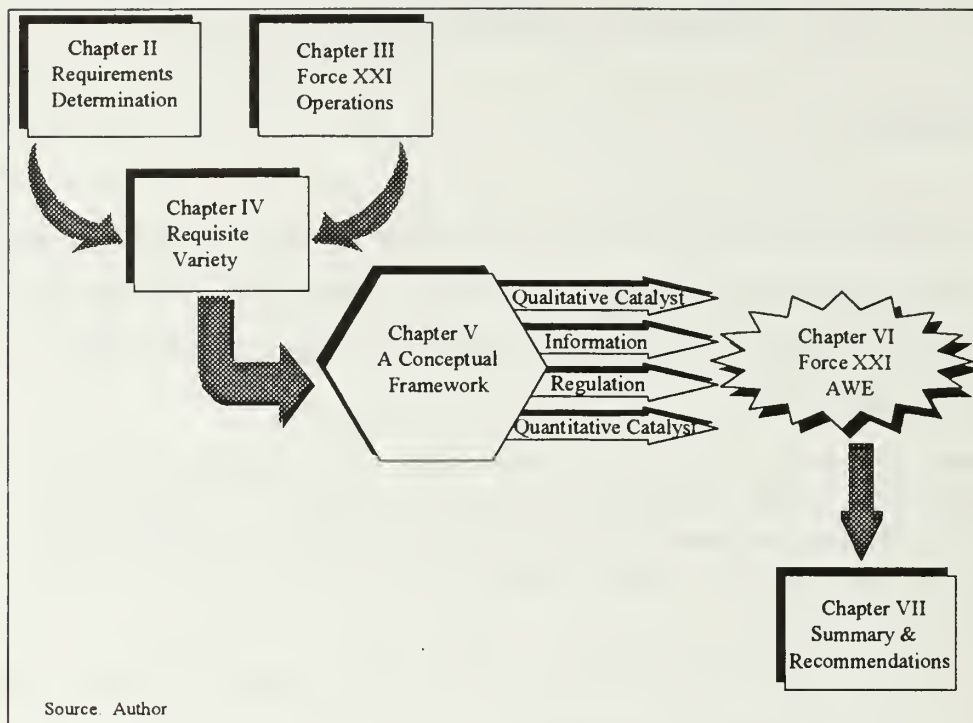 Chapter II
Requirements
Determination
Chapter III
Force XXI
Operations
Chapter IV
Requisite
Variety
Chapter V
A Conceptual
Framework
Qualitative Catalyst
Information
Regulation
Quantitative Catalyst
Chapter VI
Force XXI
AWE
Chapter VII
Summary &
Recommendations
Source. Author